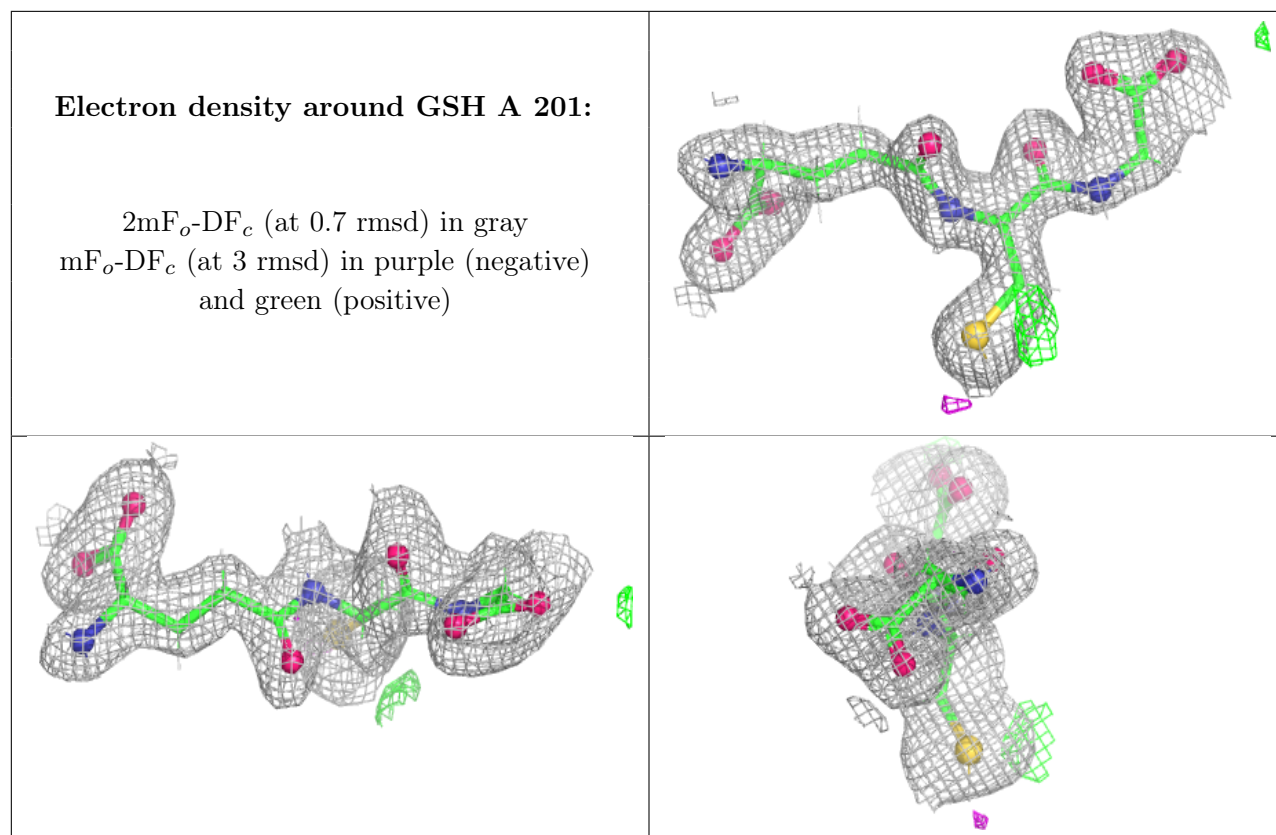 Electron density around GSH A 201:
2mFo-DFc (at 0.7 rmsd) in gray
mFo-DFc (at 3 rmsd) in purple (negative)
and green (positive)